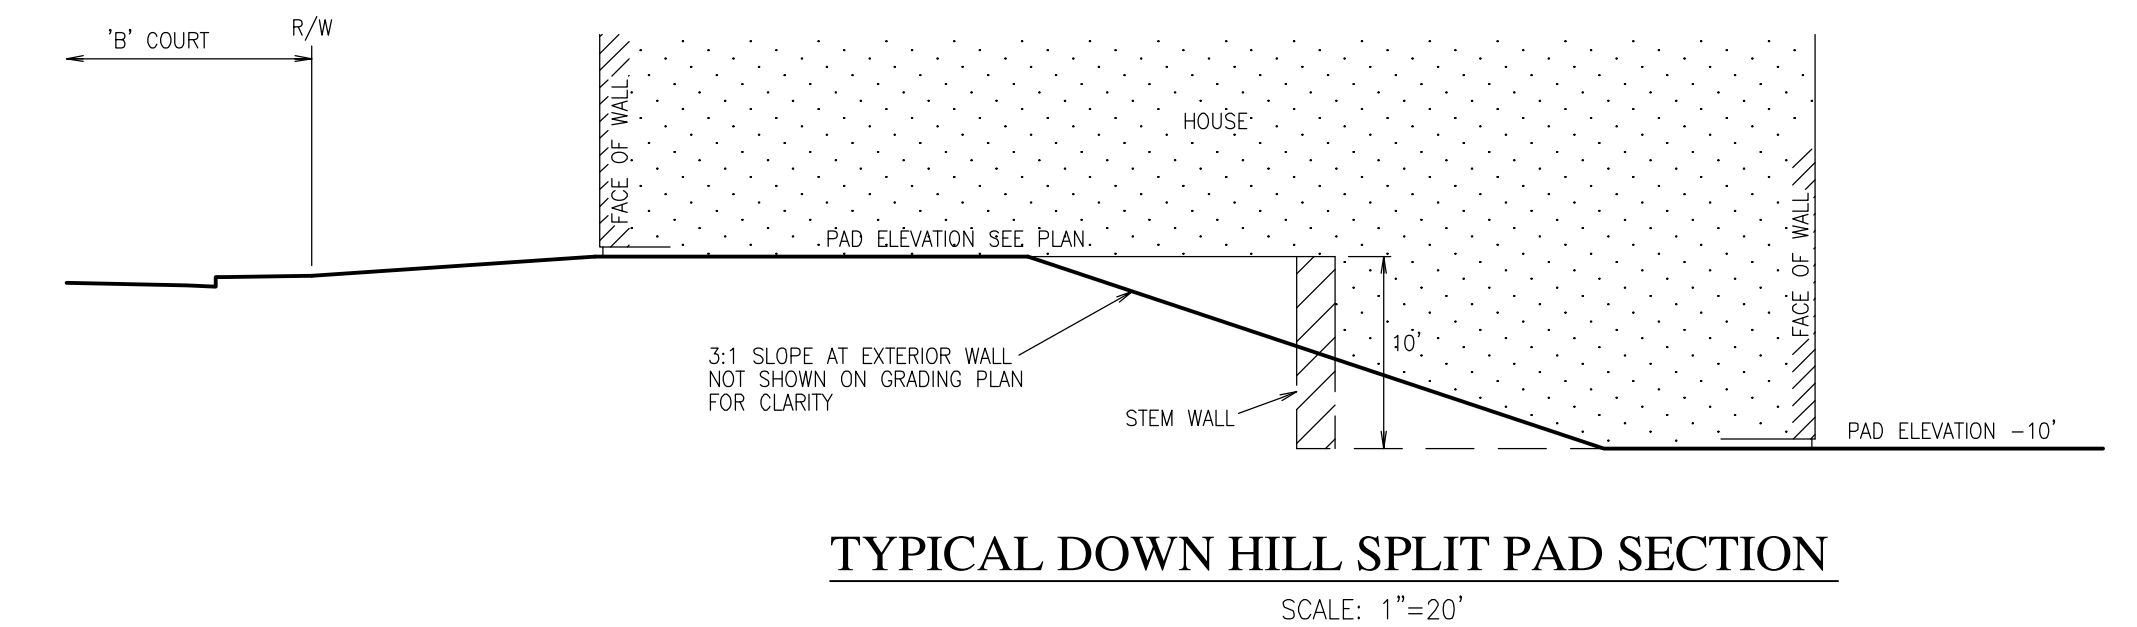 'B' COURT
R/W
FACE OF WALL
HOUSE
PAD ELEVATION SEE PLAN
FACE OF WALL
10'
3:1 SLOPE AT EXTERIOR WALL
NOT SHOWN ON GRADING PLAN
FOR CLARITY
STEM WALL
PAD ELEVATION -10'
TYPICAL DOWN HILL SPLIT PAD SECTION
SCALE: 1"=20'